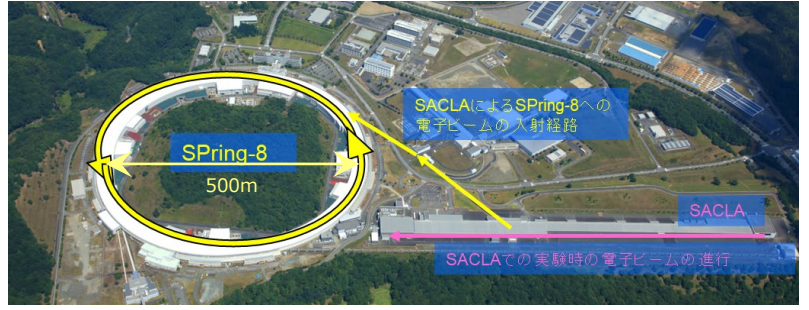 SPring-8
500m
SACLAによるSPring-8への
電子ビームの入射経路
SACLA
SACLAでの実験時の電子ビームの進行